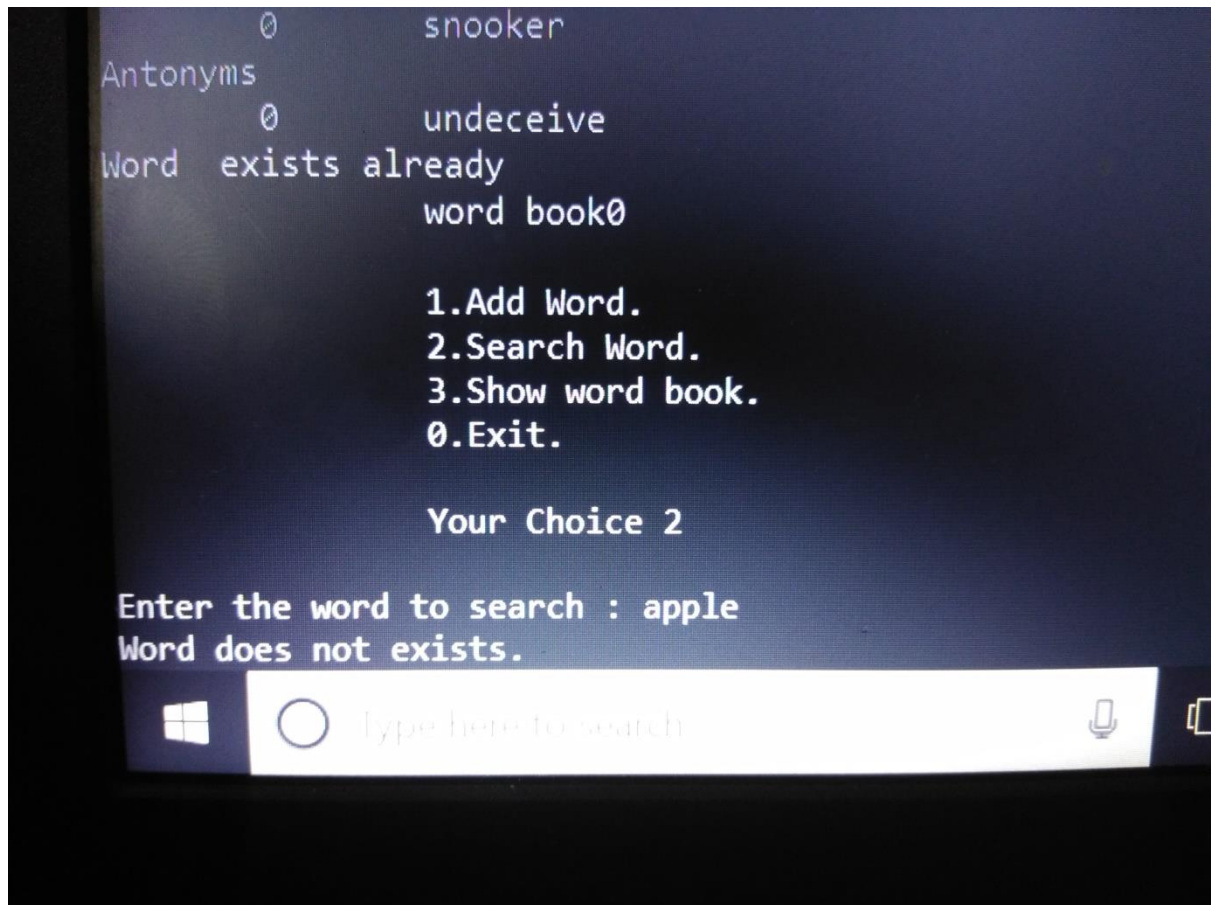 0 snooker
Antonyms
0 undeceive
Word exists already
word book0
1.Add Word.
2.Search Word.
3.Show word book.
0.Exit.
Your Choice 2
Enter the word to search : apple
Word does not exists.
Type here to search